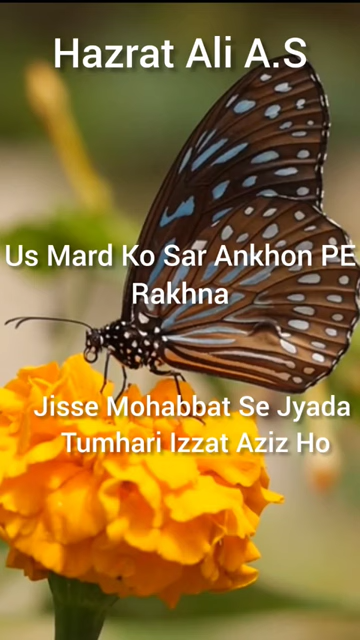 Hazrat Ali A.S
Us Mard Ko Sar Ankhon PE
Rakhna
Jisse Mohabbat Se Jyada
Tumhari Izzat Aziz Ho